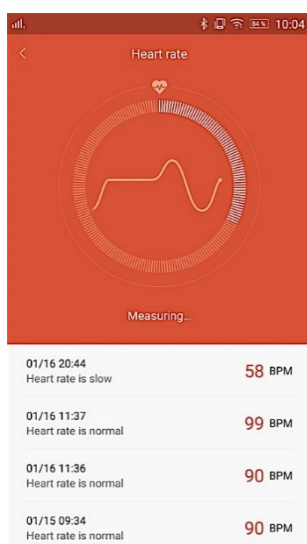 84% 10:04
Heart rate
Measuring...
01/16 20:44
Heart rate is slow
58 BPM
01/16 11:37
Heart rate is normal
99 BPM
01/16 11:36
Heart rate is normal
90 BPM
01/15 09:34
Heart rate is normal
90 BPM